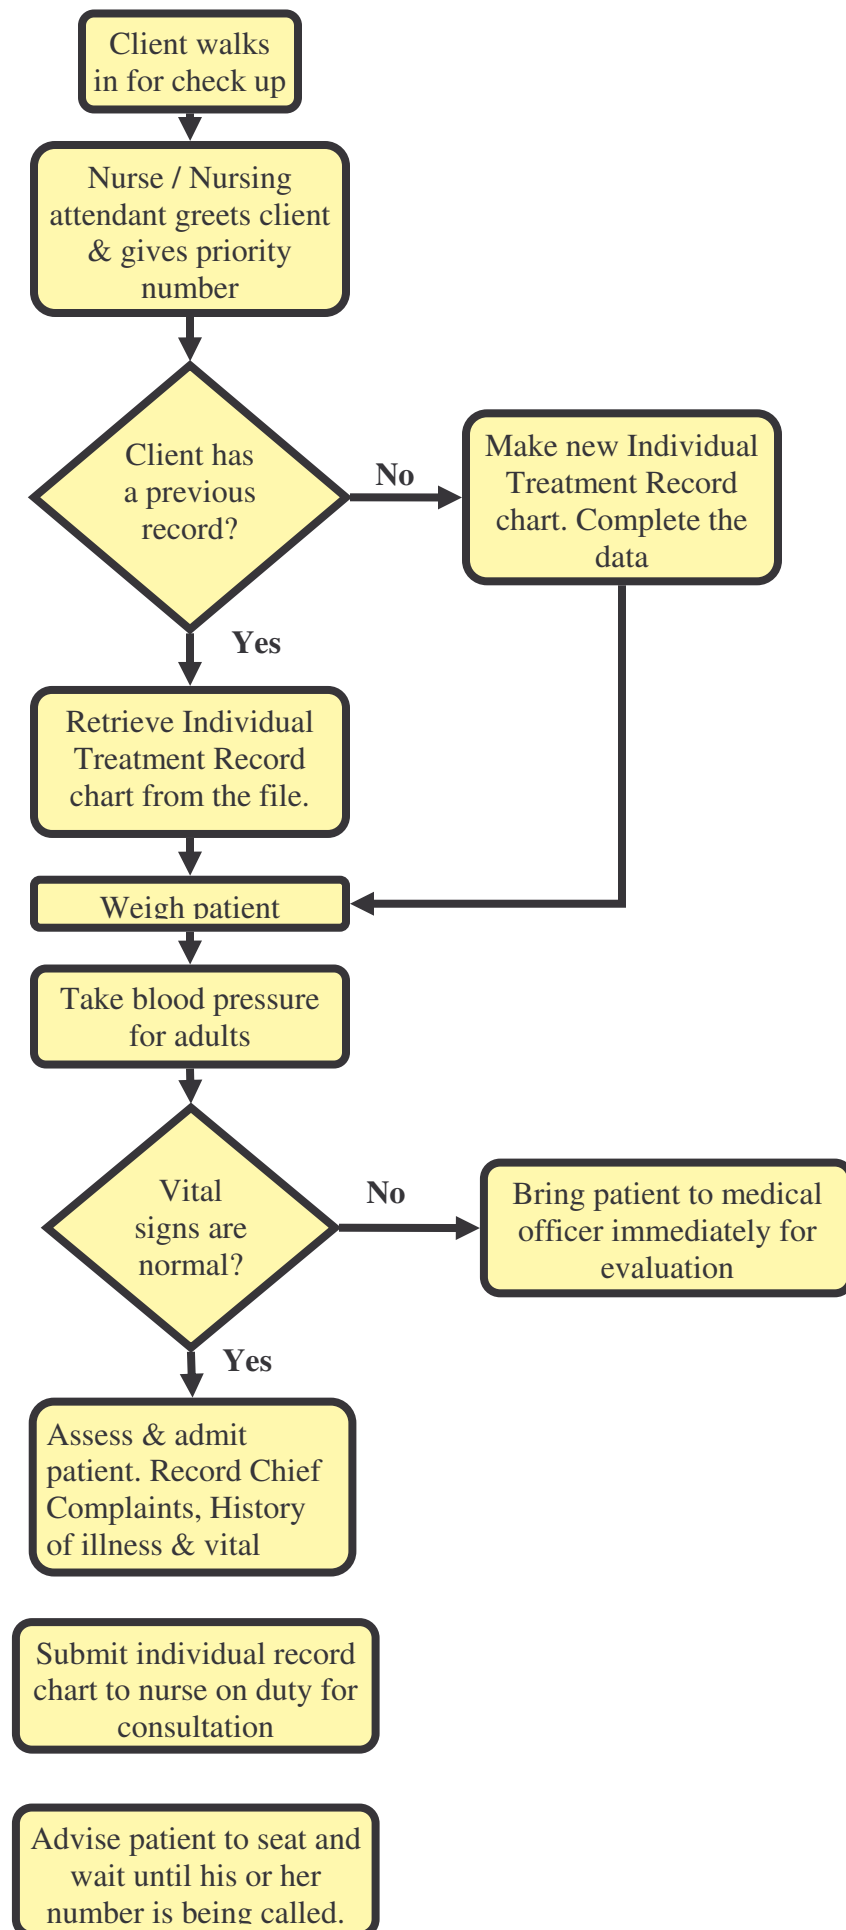 Client walks
in for check up
Nurse / Nursing
attendant greets client
& gives priority
number
Client has
a previous
record?
No
Make new Individual
Treatment Record
chart. Complete the
data
Yes
Retrieve Individual
Treatment Record
chart from the file.
Weigh patient
Take blood pressure
for adults
Vital
signs are
normal?
No
Bring patient to medical
officer immediately for
evaluation
Yes
Assess & admit
patient. Record Chief
Complaints, History
of illness & vital
Submit individual record
chart to nurse on duty for
consultation
Advise patient to seat and
wait until his or her
number is being called.